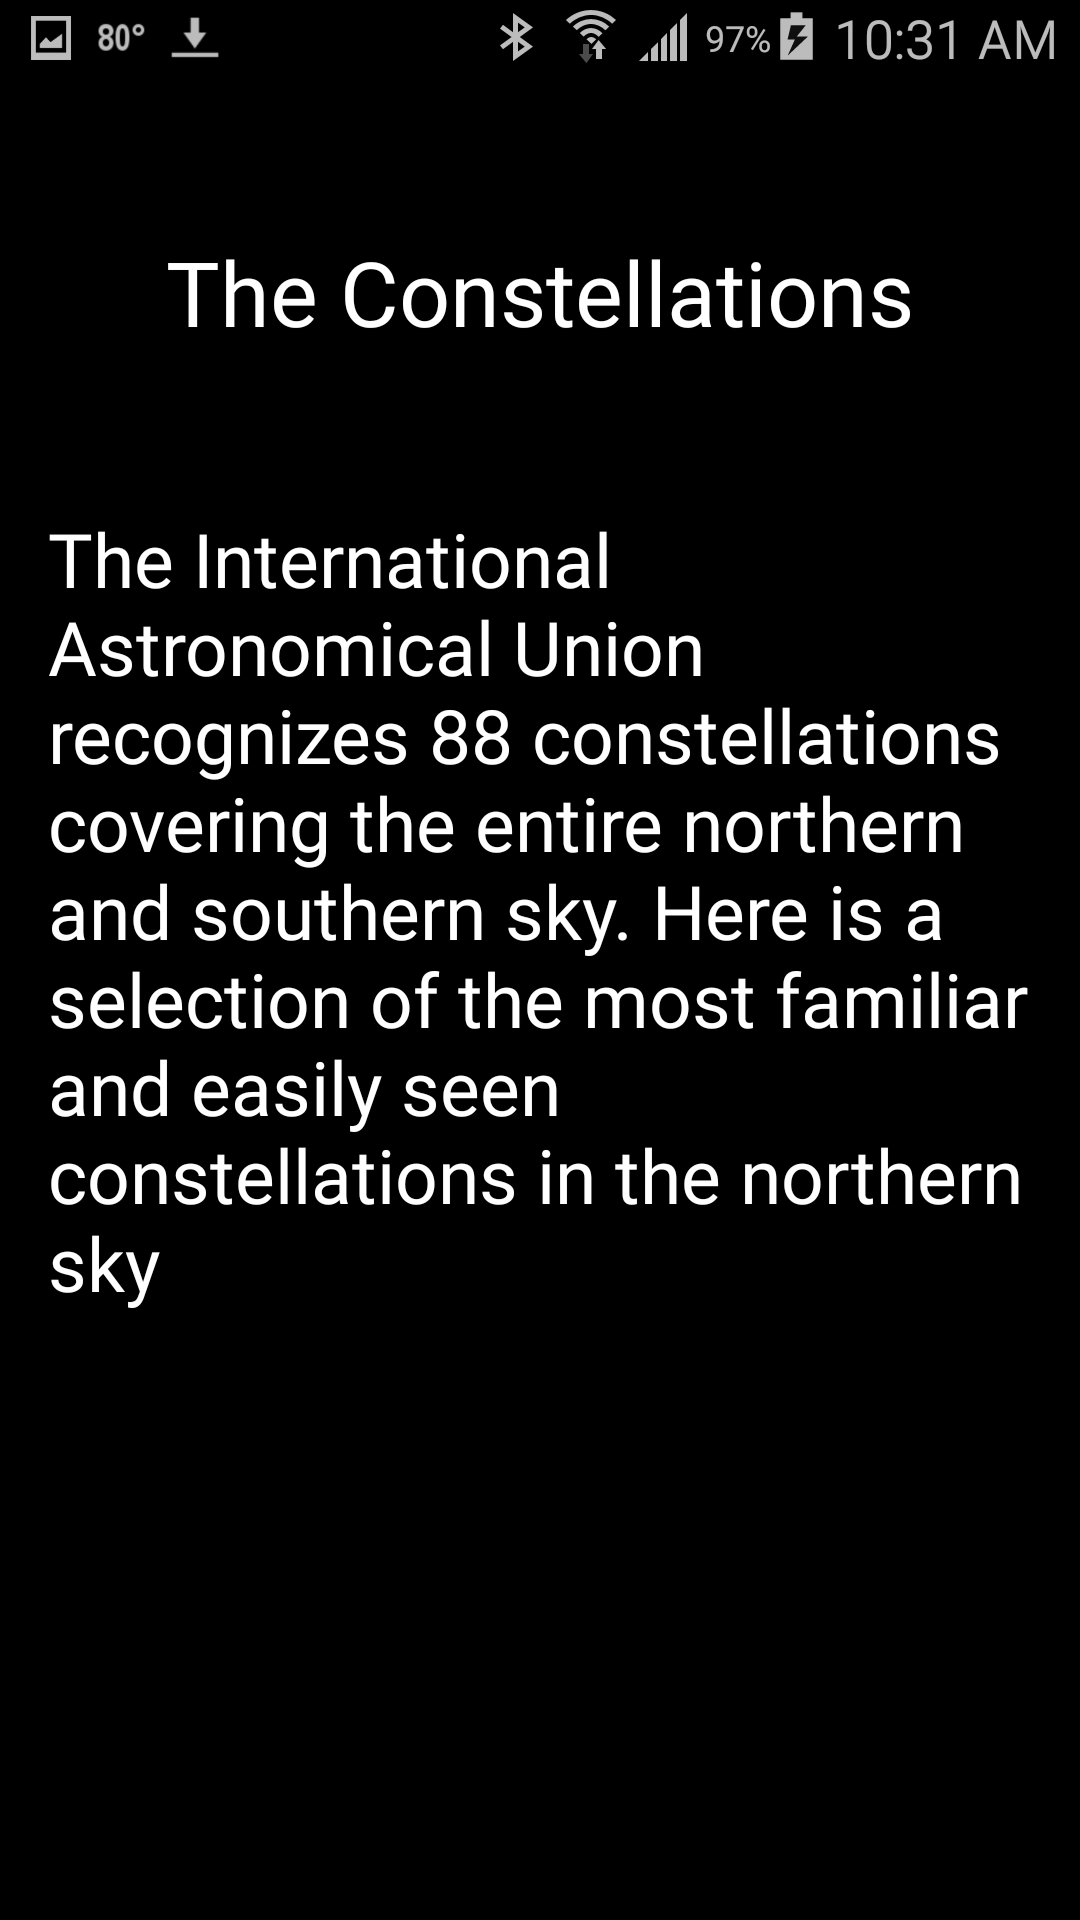 80° 97% 10:31 AM
The Constellations
The International
Astronomical Union
recognizes 88 constellations
covering the entire northern
and southern sky. Here is a
selection of the most familiar
and easily seen
constellations in the northern
sky